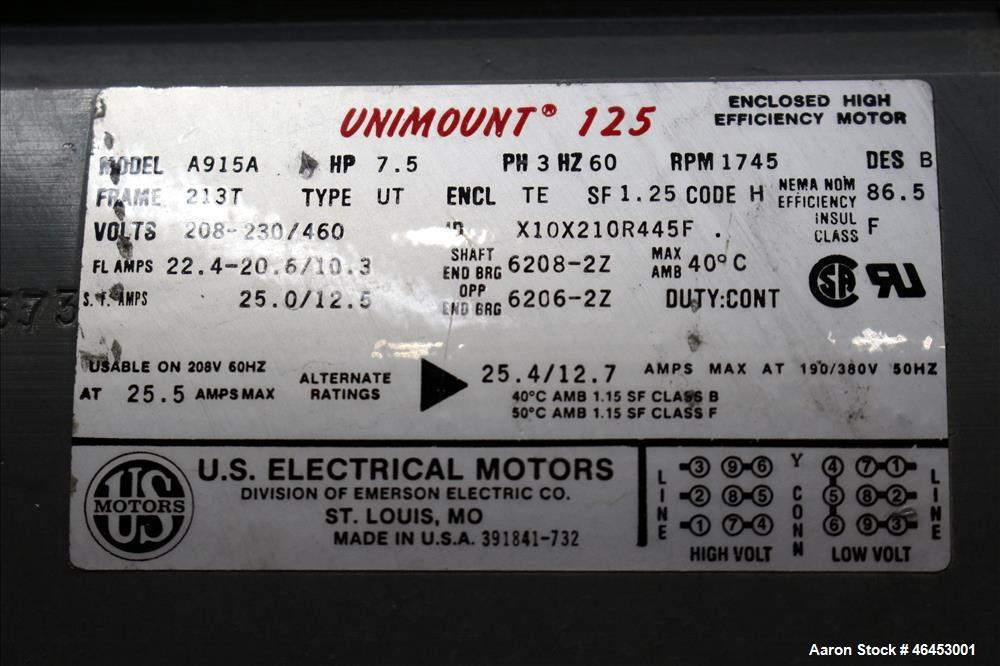 UNIMOUNT® 125
ENCLOSED HIGH
EFFICIENCY MOTOR
MODEL A915A HP 7.5 PH 3 HZ 60 RPM 1745 DES B
FRAME 213T TYPE UT ENCL TE SF 1.25 CODE H NEMA NOM EFFICIENCY 86.5
VOLTS 208-230/460 ID X10X210R445F . INSUL CLASS F
FL AMPS 22.4-20.6/10.3 SHAFT END BRG 6208-2Z MAX AMB 40°C
S.F. AMPS 25.0/12.5 OPP END BRG 6206-2Z DUTY:CONT
SA
373
USABLE ON 208V 60HZ
AT 25.5 AMPS MAX
ALTERNATE
RATINGS
25.4/12.7 AMPS MAX AT 190/380V 50HZ
40°C AMB 1.15 SF CLASS B
50°C AMB 1.15 SF CLASS F
US
MOTORS
U.S. ELECTRICAL MOTORS
DIVISION OF EMERSON ELECTRIC CO.
ST. LOUIS, MO
MADE IN U.S.A. 391841-732
LINE
3 9 6
2 8 5
1 7 4
HIGH VOLT
Y CONN
4 7 1
5 8 2
6 9 3
LOW VOLT
LINE
Aaron Stock # 46453001